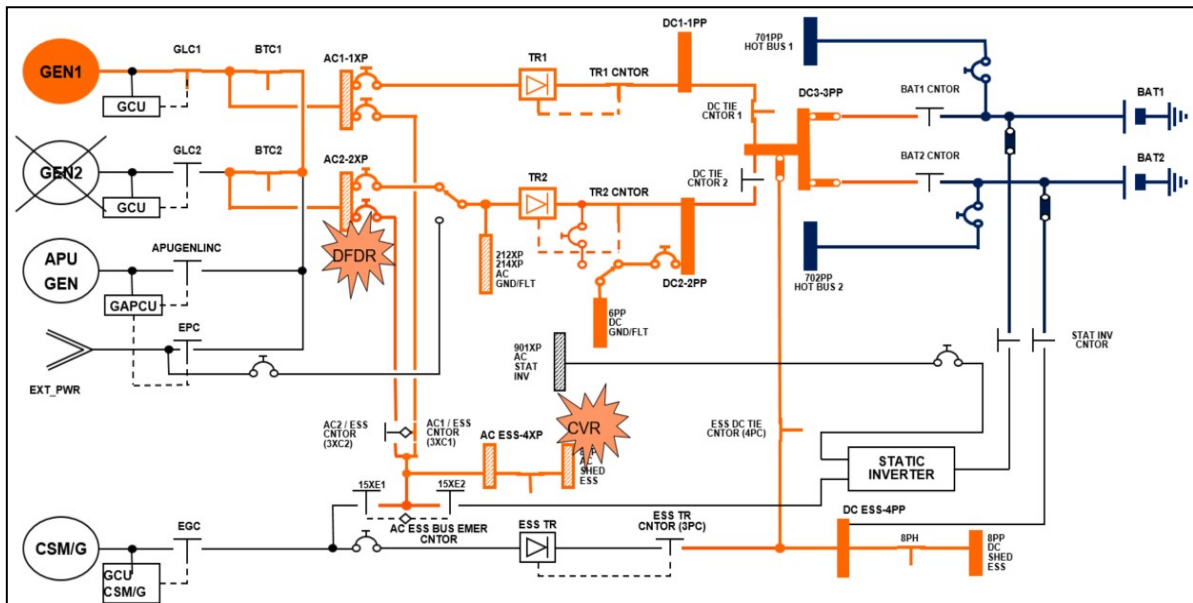 GEN1
GLC1
BTC1
GCU
AC1-1XP
TR1
TR1 CNTOR
DC1-1PP
701PP
HOT BUS 1
DC TIE
CNTOR 1
DC3-3PP
BAT1 CNTOR
BAT1
GEN2
GLC2
BTC2
GCU
AC2-2XP
DFDR
TR2
TR2 CNTOR
DC TIE
CNTOR 2
BAT2 CNTOR
BAT2
212XP
214XP
AC
GND/FLT
DC2-2PP
6PP
DC
GND/FLT
702PP
HOT BUS 2
APU
GEN
APUGENLINC
GAPCU
EPC
EXT_PWR
901XP
AC
STAT
INV
STAT INV
CNTOR
AC2 / ESS
CNTOR
(3XC2)
AC1 / ESS
CNTOR
(3XC1)
AC ESS-4XP
CVR
AC
SHED
ESS
ESS DC TIE
CNTOR (4PC)
STATIC
INVERTER
15XE1
15XE2
AC ESS BUS EMER
CNTOR
ESS TR
ESS TR
CNTOR (3PC)
DC ESS-4PP
8PH
8PP
DC
SHED
ESS
CSM/G
EGC
GCU
CSM/G